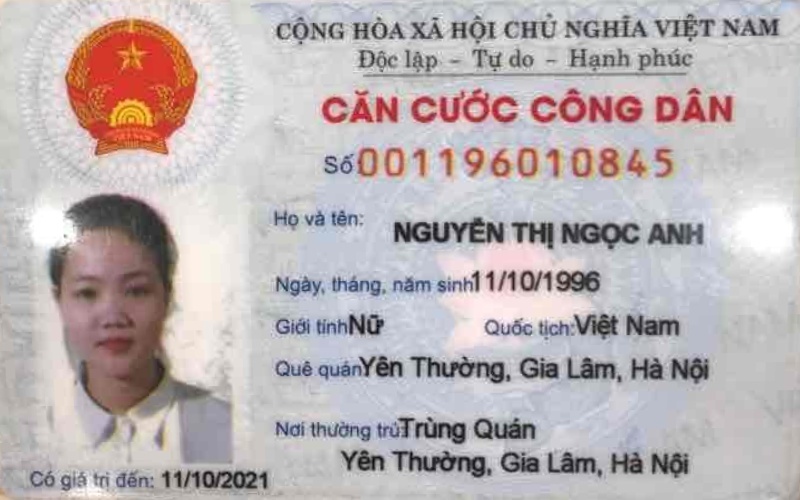 CỘNG HÒA XÃ HỘI CHỦ NGHĨA VIỆT NAM
Độc lập - Tự do - Hạnh phúc
CĂN CƯỚC CÔNG DÂN
Số 001196010845
Họ và tên: NGUYỄN THỊ NGỌC ANH
Ngày, tháng, năm sinh 11/10/1996
Giới tính Nữ Quốc tịch: Việt Nam
Quê quán Yên Thường, Gia Lâm, Hà Nội
Nơi thường trú: Trùng Quán
Yên Thường, Gia Lâm, Hà Nội
Có giá trị đến: 11/10/2021